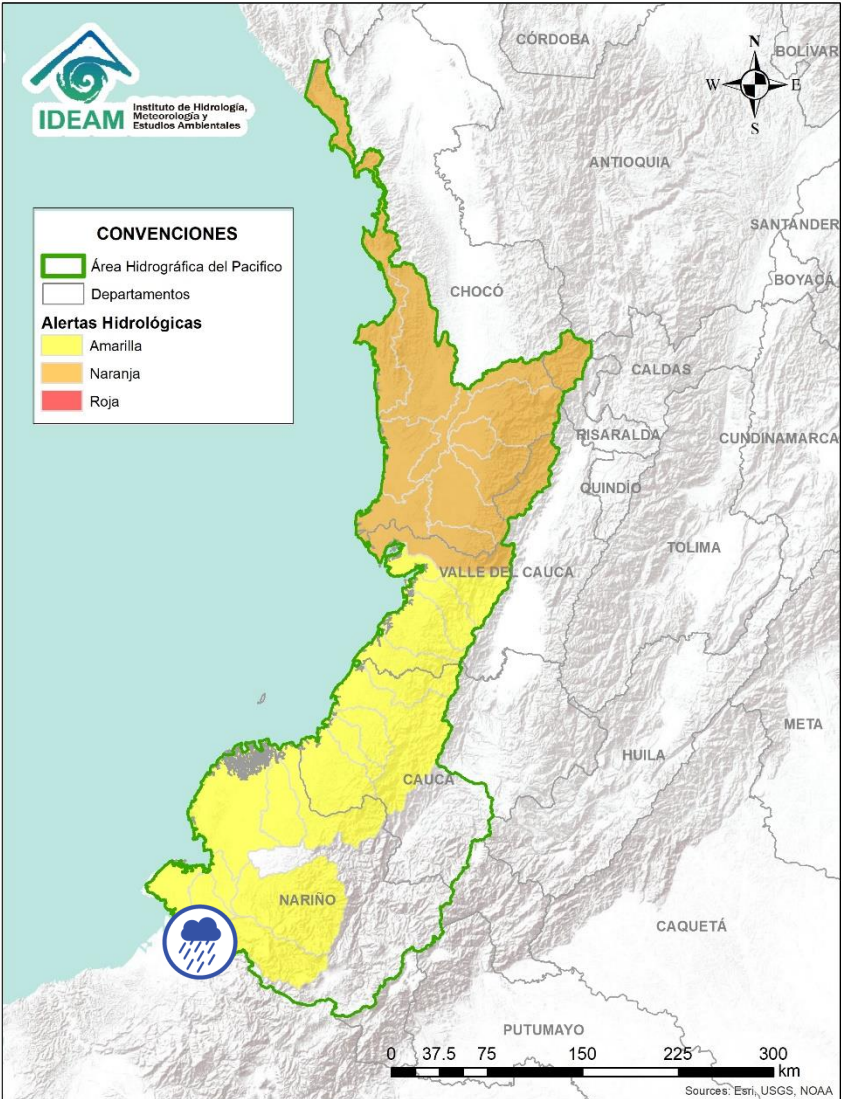 IDEAM
Instituto de Hidrología,
Meteorología y
Estudios Ambientales
N
W
E
S
CÓRDOBA
BOLÍVAR
ANTIOQUIA
SANTANDER
BOYACÁ
CHOCÓ
CALDAS
RISARALDA
CUNDINAMARCA
QUINDÍO
TOLIMA
VALLE DEL CAUCA
META
HUILA
CAUCA
NARIÑO
CAQUETÁ
PUTUMAYO
CONVENCIONES
Área Hidrográfica del Pacifico
Departamentos
Alertas Hidrológicas
Amarilla
Naranja
Roja
0 37.5 75 150 225 300
km
Sources: Esri, USGS, NOAA